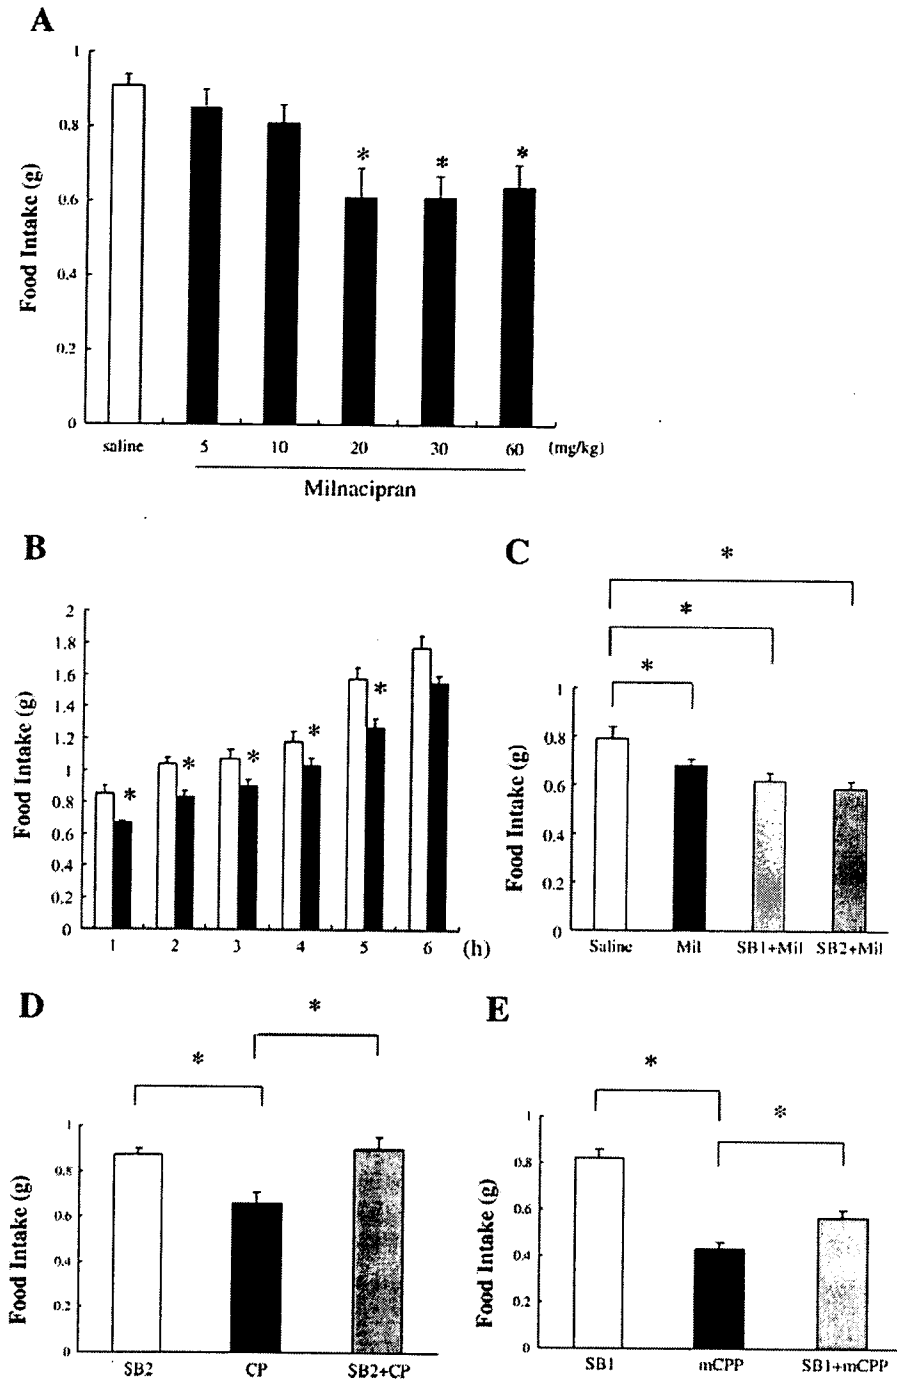 A
Food Intake (g)
1
0.8
0.6
0.4
0.2
0
* * *
saline 5 10 20 30 60 (mg/kg)
Milnacipran
B
Food Intake (g)
2
1.8
1.6
1.4
1.2
1
0.8
0.6
0.4
0.2
0
* * * * *
1 2 3 4 5 6 (h)
C
*
*
*
Food Intake (g)
1
0.8
0.6
0.4
0.2
0
Saline Mil SB1+Mil SB2+Mil
D
*
*
Food Intake (g)
1
0.8
0.6
0.4
0.2
0
SB2 CP SB2+CP
E
*
*
Food Intake (g)
1
0.8
0.6
0.4
0.2
0
SB1 mCPP SB1+mCPP